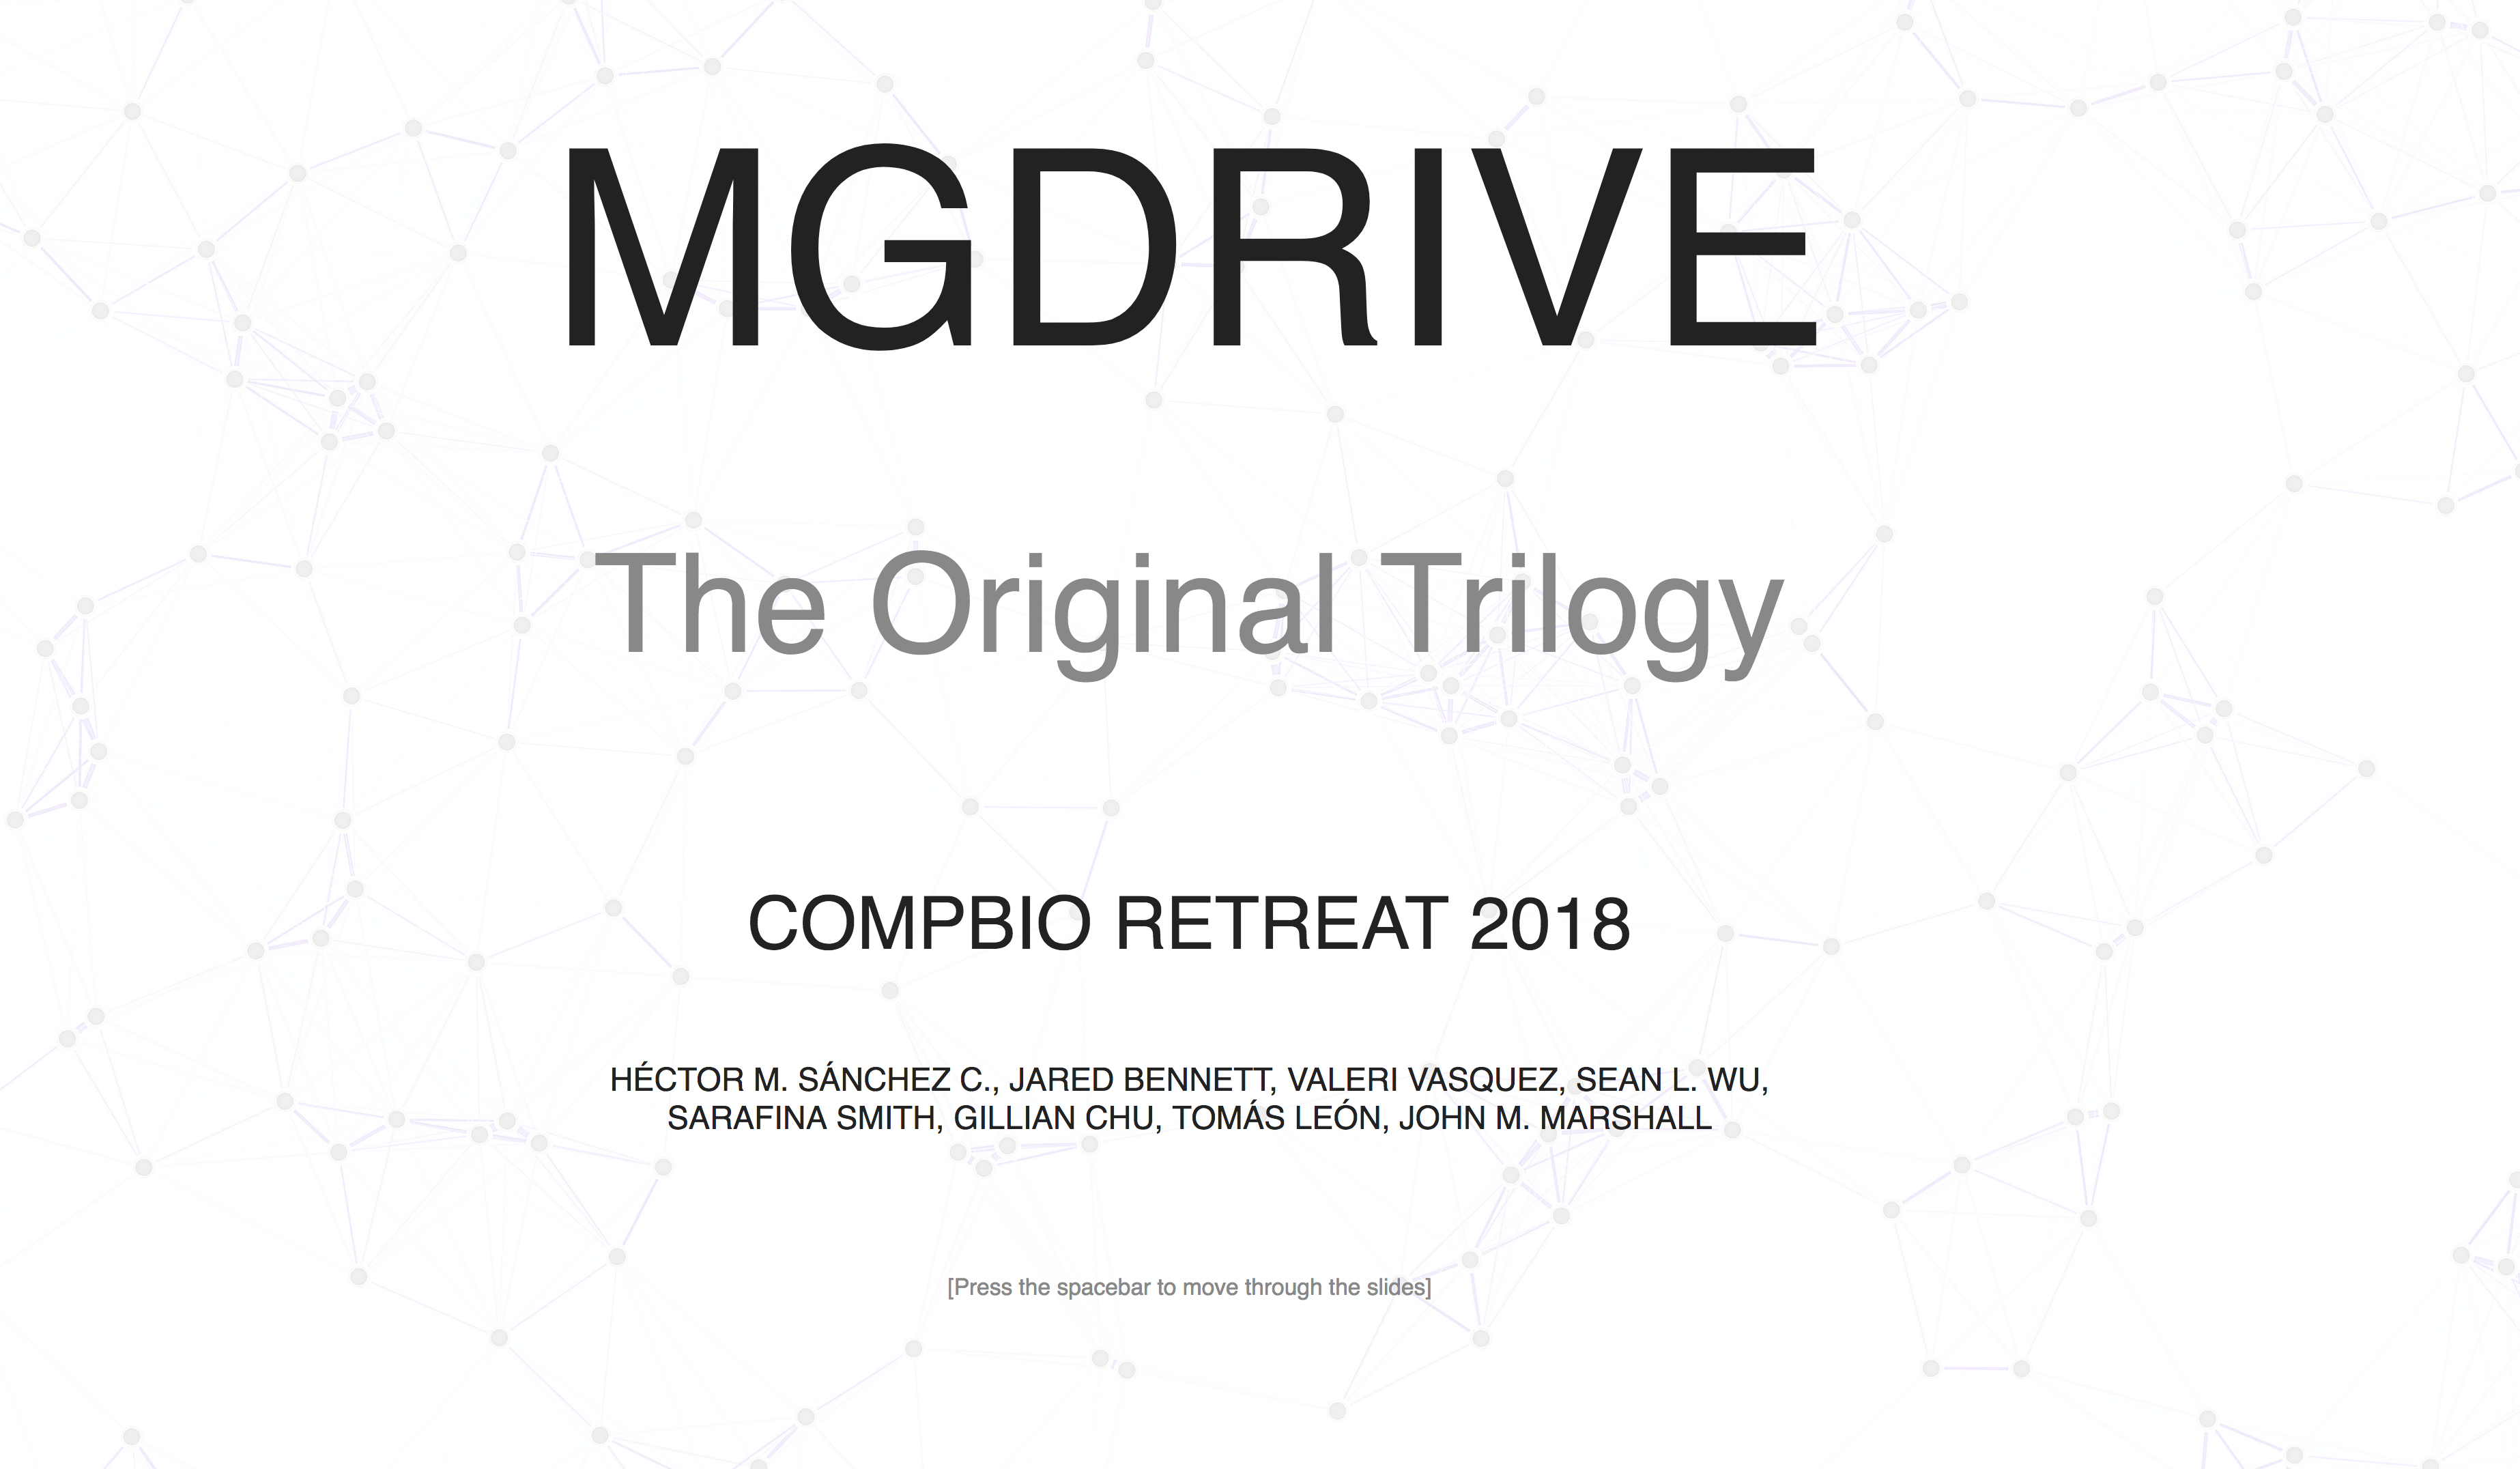 MGDRIVE
The Original Trilogy
COMPBIO RETREAT 2018
HÉCTOR M. SÁNCHEZ C., JARED BENNETT, VALERI VASQUEZ, SEAN L. WU,
SARAFINA SMITH, GILLIAN CHU, TOMÁS LEÓN, JOHN M. MARSHALL
[Press the spacebar to move through the slides]